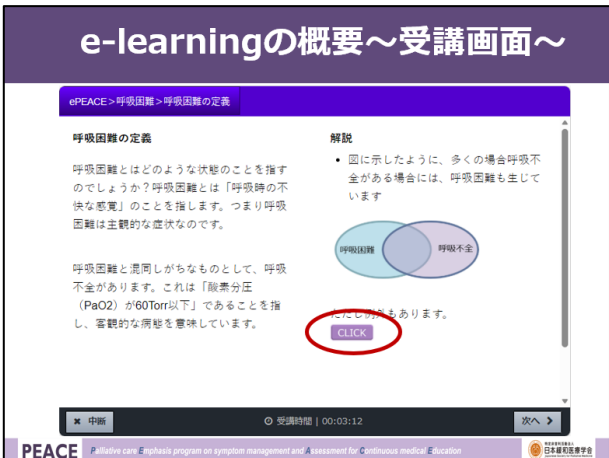 e-learningの概要～受講画面～
ePEACE>呼吸困難>呼吸困難の定義
呼吸困難の定義
呼吸困難とはどのような状態のことを指す
のでしょうか？呼吸困難とは「呼吸時の不
快な感覚」のことを指します。つまり呼吸
困難は主観的な症状なのです。
呼吸困難と混同しがちなものとして、呼吸
不全があります。これは「酸素分圧
（PaO2）が60Torr以下」であることを指
し、客観的な病態を意味しています。
解説
• 図に示したように、多くの場合呼吸不
全がある場合には、呼吸困難も生じて
います
呼吸困難
呼吸不全
ただし例外もあります。
CLICK
✖ 中断
受講時間 | 00:03:12
次へ ❯
PEACE Palliative care Emphasis program on symptom management and Assessment for Continuous medical Education
日本緩和医療学会